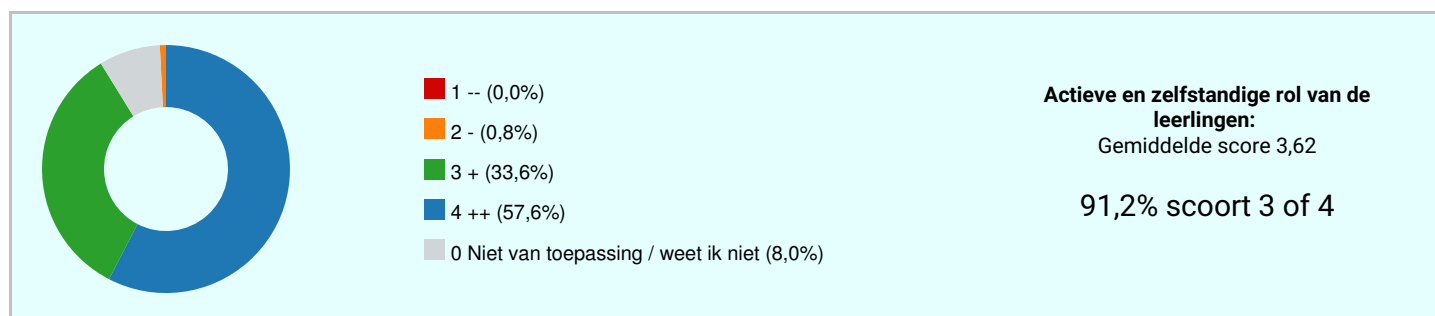 1 -- (0,0%)
2 - (0,8%)
3 + (33,6%)
4 ++ (57,6%)
0 Niet van toepassing / weet ik niet (8,0%)
Actieve en zelfstandige rol van de
leerlingen:
Gemiddelde score 3,62
91,2% scoort 3 of 4